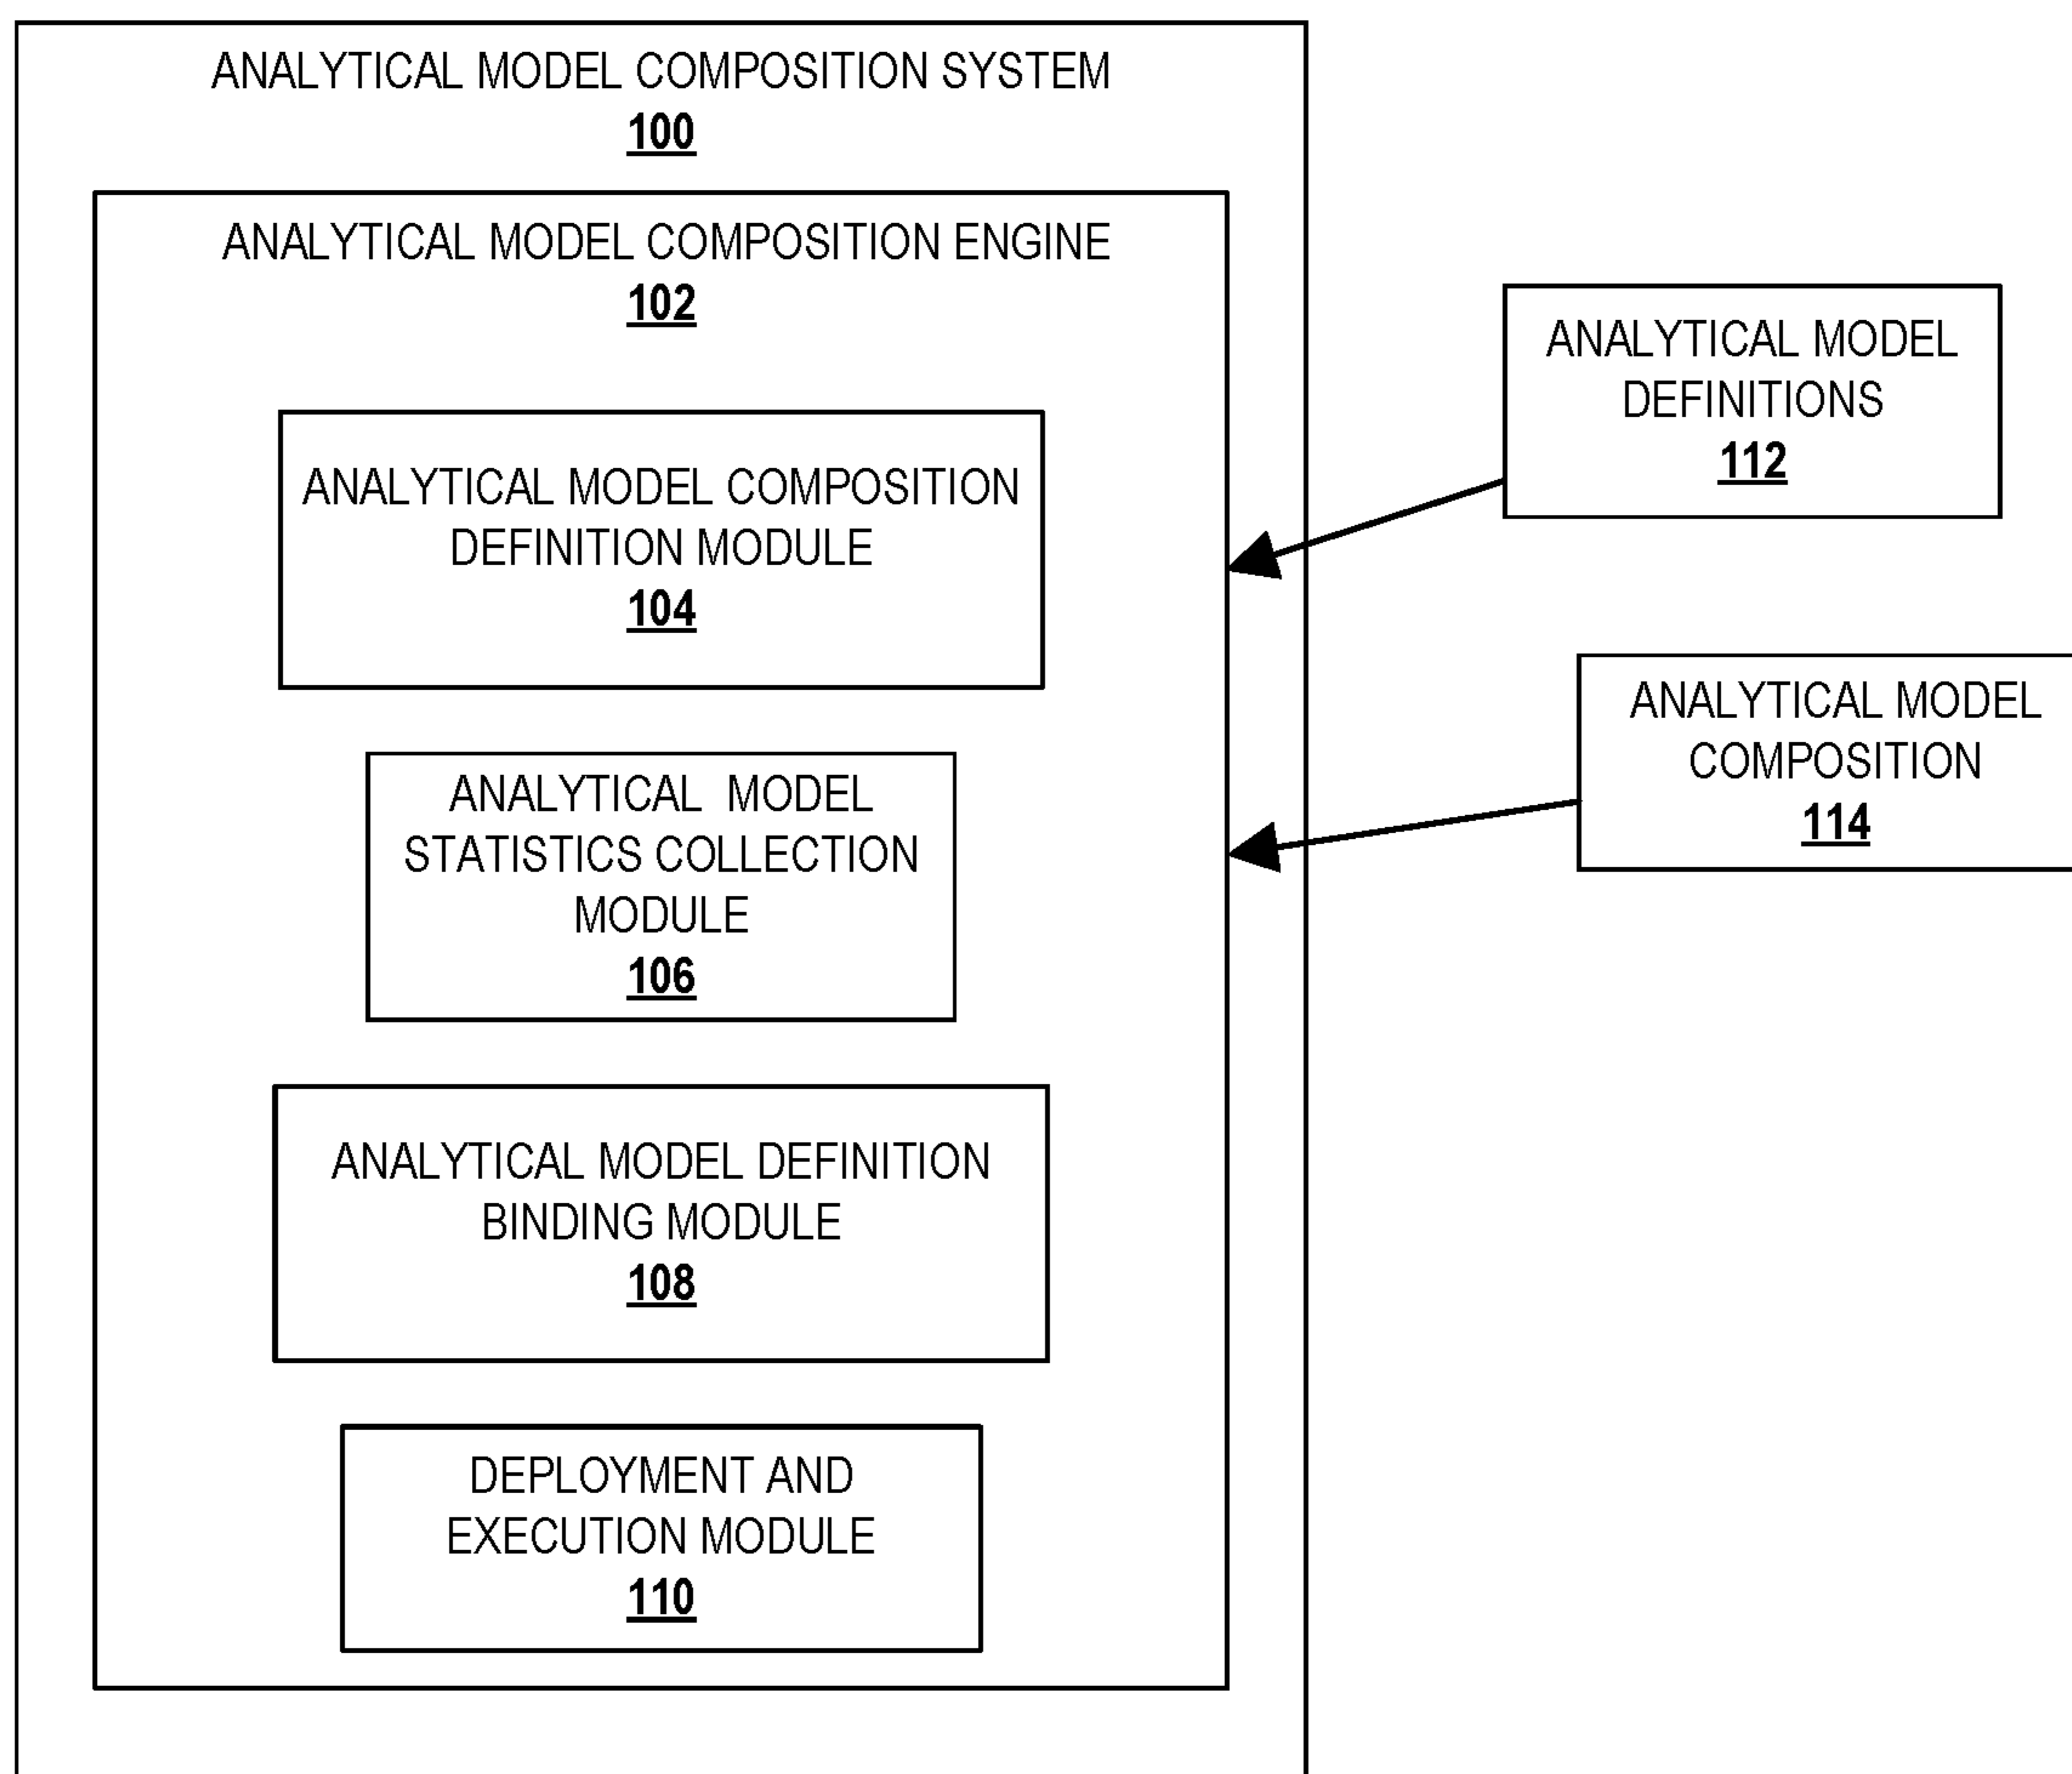 ANALYTICAL MODEL COMPOSITION SYSTEM
100
ANALYTICAL MODEL COMPOSITION ENGINE
102
ANALYTICAL MODEL COMPOSITION
DEFINITION MODULE
104
ANALYTICAL MODEL
STATISTICS COLLECTION
MODULE
106
ANALYTICAL MODEL DEFINITION
BINDING MODULE
108
DEPLOYMENT AND
EXECUTION MODULE
110
ANALYTICAL MODEL
DEFINITIONS
112
ANALYTICAL MODEL
COMPOSITION
114